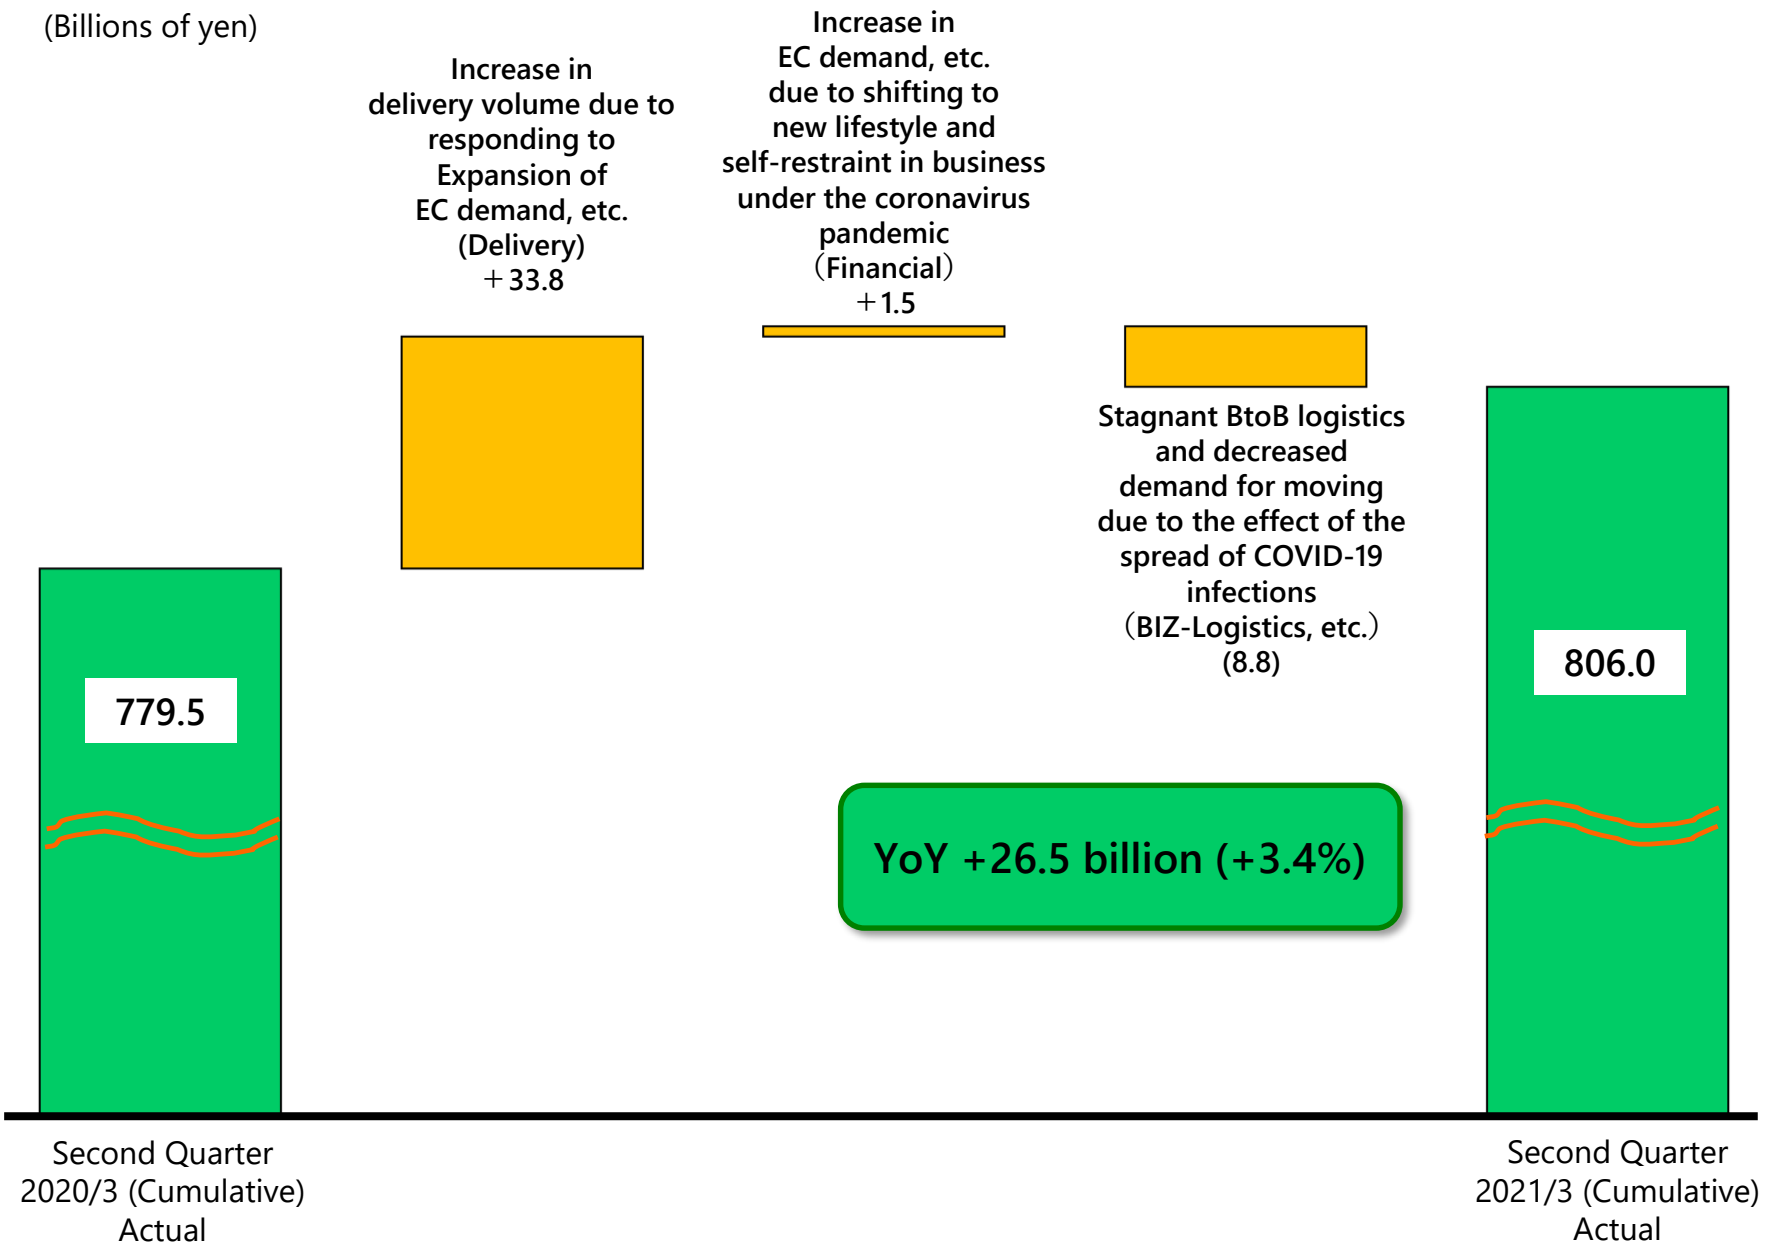 (Billions of yen)
Increase in
delivery volume due to
responding to
Expansion of
EC demand, etc.
(Delivery)
＋33.8
Increase in
EC demand, etc.
due to shifting to
new lifestyle and
self-restraint in business
under the coronavirus
pandemic
（Financial）
＋1.5
Stagnant BtoB logistics
and decreased
demand for moving
due to the effect of the
spread of COVID-19
infections
（BIZ-Logistics, etc.）
(8.8)
779.5
806.0
YoY +26.5 billion (+3.4%)
Second Quarter
2020/3 (Cumulative)
Actual
Second Quarter
2021/3 (Cumulative)
Actual